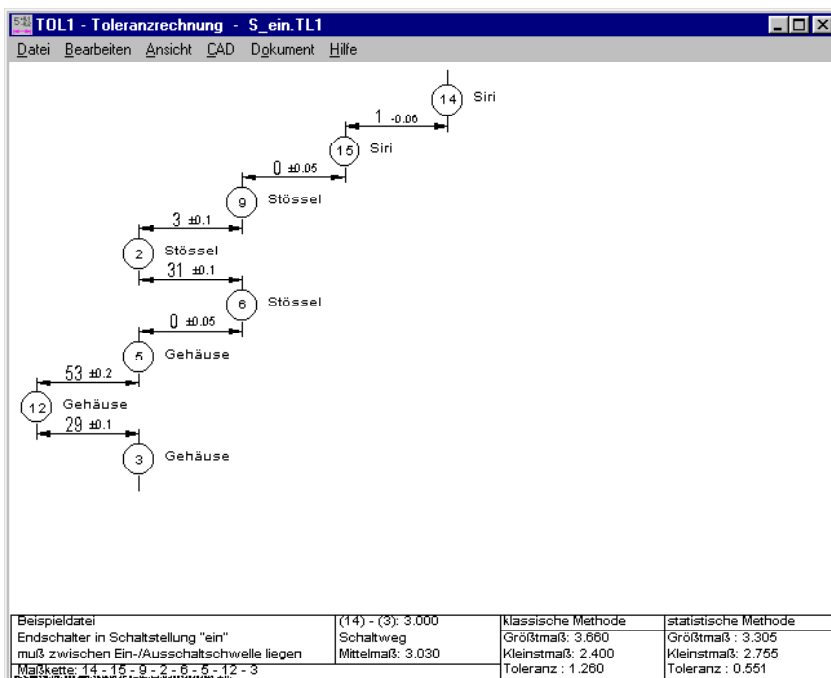 TOL1 - Toleranzrechnung - S_ein.TL1
Datei Bearbeiten Ansicht CAD Dokument Hilfe
14 Siri
1 -0.06
15 Siri
0 ±0.05
9 Stössel
3 ±0.1
2 Stössel
31 ±0.1
6 Stössel
0 ±0.05
5 Gehäuse
53 ±0.2
12 Gehäuse
29 ±0.1
3 Gehäuse
Beispieldatei
Endschalter in Schaltstellung "ein"
muß zwischen Ein-/Ausschaltschwelle liegen
Maßkette: 14 - 15 - 9 - 2 - 6 - 5 - 12 - 3
(14) - (3): 3.000
Schaltweg
Mittelmaß: 3.030
klassische Methode
Größtmaß: 3.660
Kleinstmaß: 2.400
Toleranz : 1.260
statistische Methode
Größtmaß : 3.305
Kleinstmaß: 2.755
Toleranz : 0.551